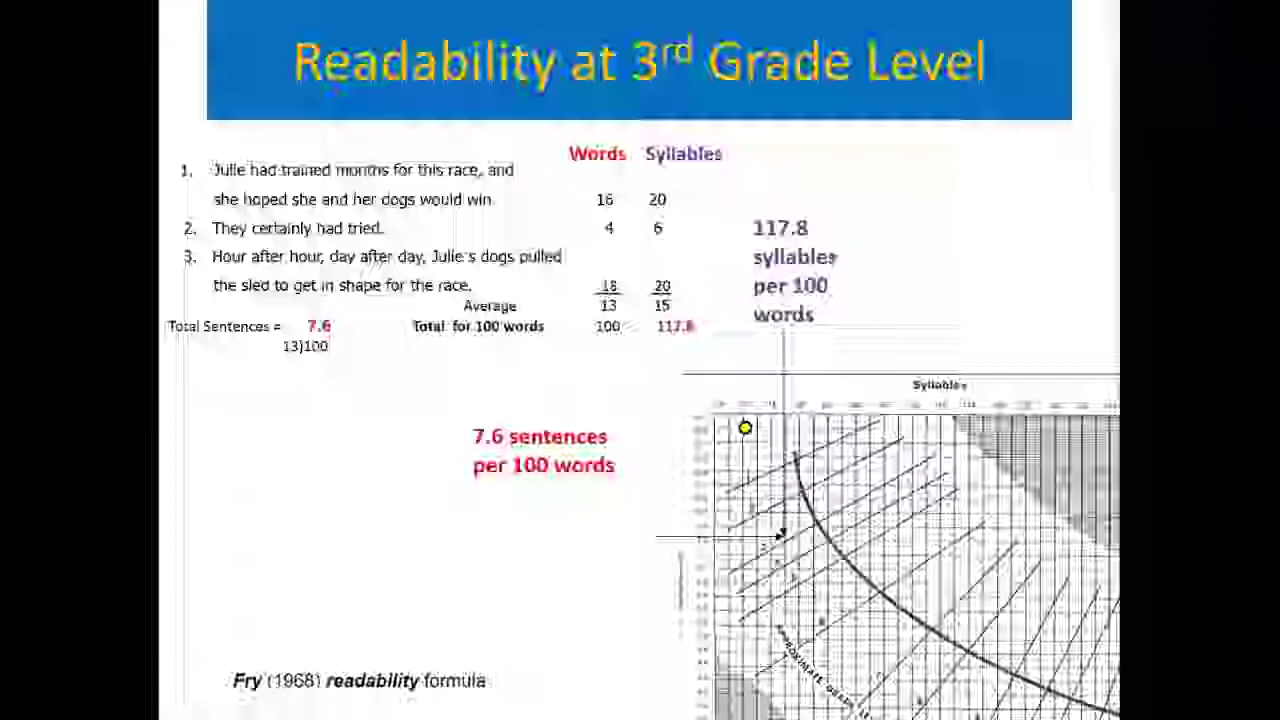 Readability at 3rd Grade Level
Words Syllables
1. Julie had trained months for this race, and
she hoped she and her dogs would win. 16 20
2. They certainly had tried. 4 6
3. Hour after hour, day after day, Julie's dogs pulled
the sled to get in shape for the race. 18 20
Average 13 15
Total Sentences = 7.6 Total for 100 words 100 117.8
13)100
117.8
syllables
per 100
words
Syllables
7.6 sentences
per 100 words
APPROXIMATE
Fry (1968) readability formula